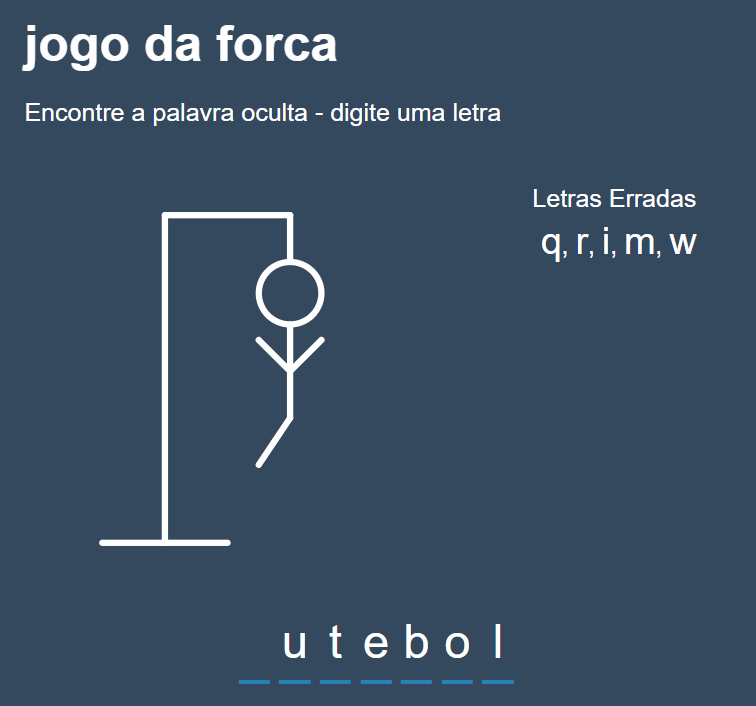 jogo da forca
Encontre a palavra oculta - digite uma letra
Letras Erradas
q, r, i, m, w
u t e b o l